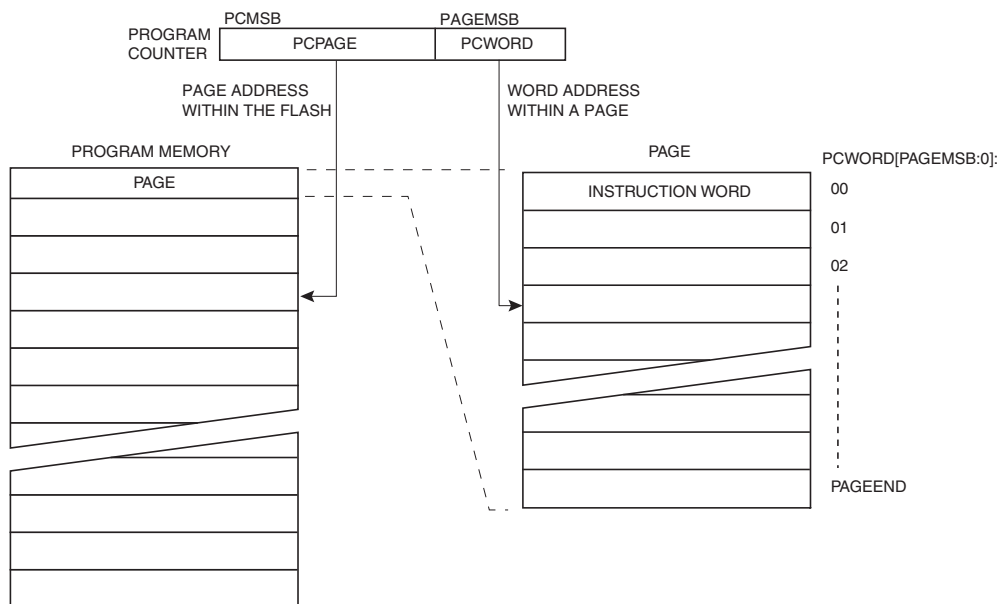 PCMSB
PAGEMSB
PROGRAM
COUNTER
PCPAGE
PCWORD
PAGE ADDRESS
WITHIN THE FLASH
WORD ADDRESS
WITHIN A PAGE
PROGRAM MEMORY
PAGE
PAGE
PCWORD[PAGEMSB:0]:
INSTRUCTION WORD
00
01
02
PAGEEND